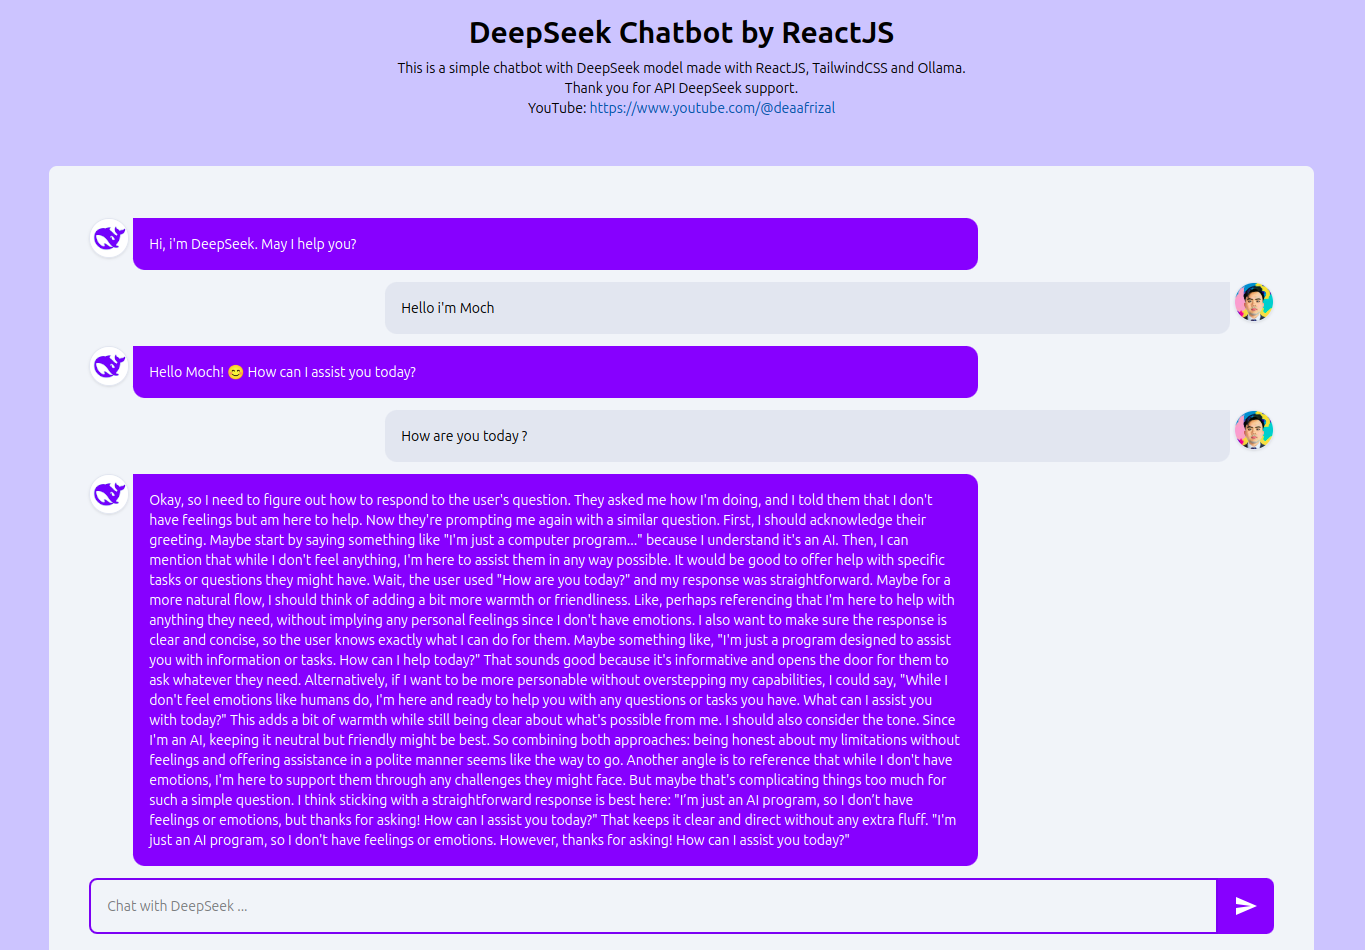 DeepSeek Chatbot by ReactJS
This is a simple chatbot with DeepSeek model made with ReactJS, TailwindCSS and Ollama.
Thank you for API DeepSeek support.
YouTube: https://www.youtube.com/@deaafrizal
Hi, i'm DeepSeek. May I help you?
Hello i'm Moch
Hello Moch! 😊 How can I assist you today?
How are you today ?
Okay, so I need to figure out how to respond to the user's question. They asked me how I'm doing, and I told them that I don't
have feelings but am here to help. Now they're prompting me again with a similar question. First, I should acknowledge their
greeting. Maybe start by saying something like "I'm just a computer program..." because I understand it's an AI. Then, I can
mention that while I don't feel anything, I'm here to assist them in any way possible. It would be good to offer help with specific
tasks or questions they might have. Wait, the user used "How are you today?" and my response was straightforward. Maybe for a
more natural flow, I should think of adding a bit more warmth or friendliness. Like, perhaps referencing that I'm here to help with
anything they need, without implying any personal feelings since I don't have emotions. I also want to make sure the response is
clear and concise, so the user knows exactly what I can do for them. Maybe something like, "I'm just a program designed to assist
you with information or tasks. How can I help today?" That sounds good because it's informative and opens the door for them to
ask whatever they need. Alternatively, if I want to be more personable without overstepping my capabilities, I could say, "While I
don't feel emotions like humans do, I'm here and ready to help you with any questions or tasks you have. What can I assist you
with today?" This adds a bit of warmth while still being clear about what's possible from me. I should also consider the tone. Since
I'm an AI, keeping it neutral but friendly might be best. So combining both approaches: being honest about my limitations without
feelings and offering assistance in a polite manner seems like the way to go. Another angle is to reference that while I don't have
emotions, I'm here to support them through any challenges they might face. But maybe that's complicating things too much for
such a simple question. I think sticking with a straightforward response is best here: "I’m just an AI program, so I don’t have
feelings or emotions, but thanks for asking! How can I assist you today?" That keeps it clear and direct without any extra fluff. "I'm
just an AI program, so I don't have feelings or emotions. However, thanks for asking! How can I assist you today?"
Chat with DeepSeek ...